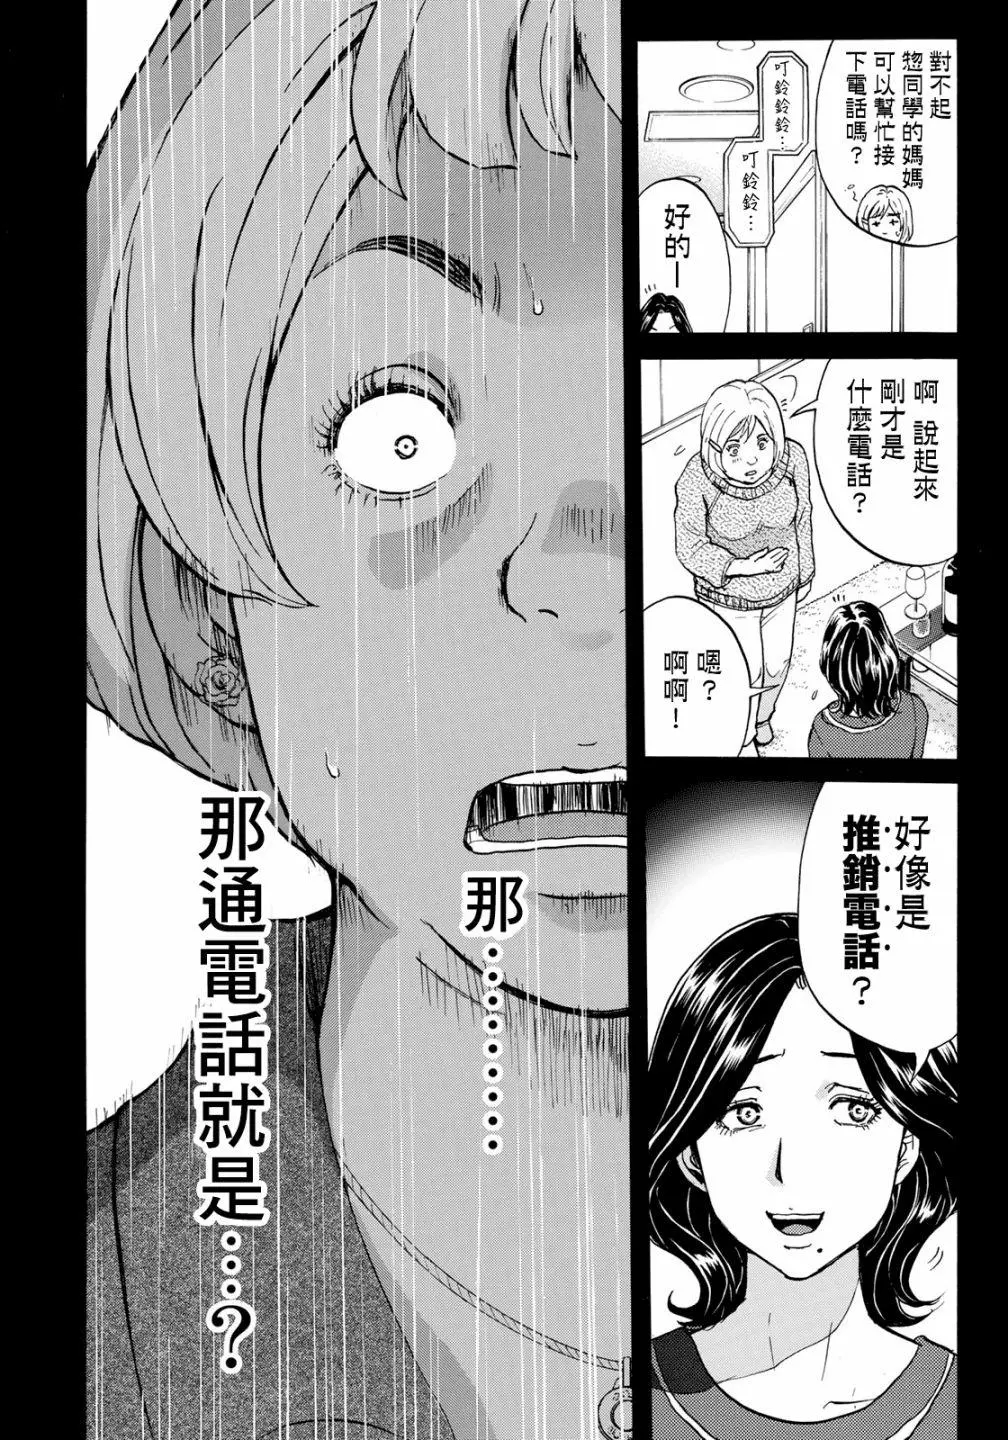 對不起
惣同學的媽媽
可以幫忙接
下電話嗎？
叮鈴鈴鈴…
叮鈴鈴…
好的ー
啊 說起來
剛才是
什麼電話？
嗯？
啊啊！
好像是
推銷電話？
那………
那通電話就是……？